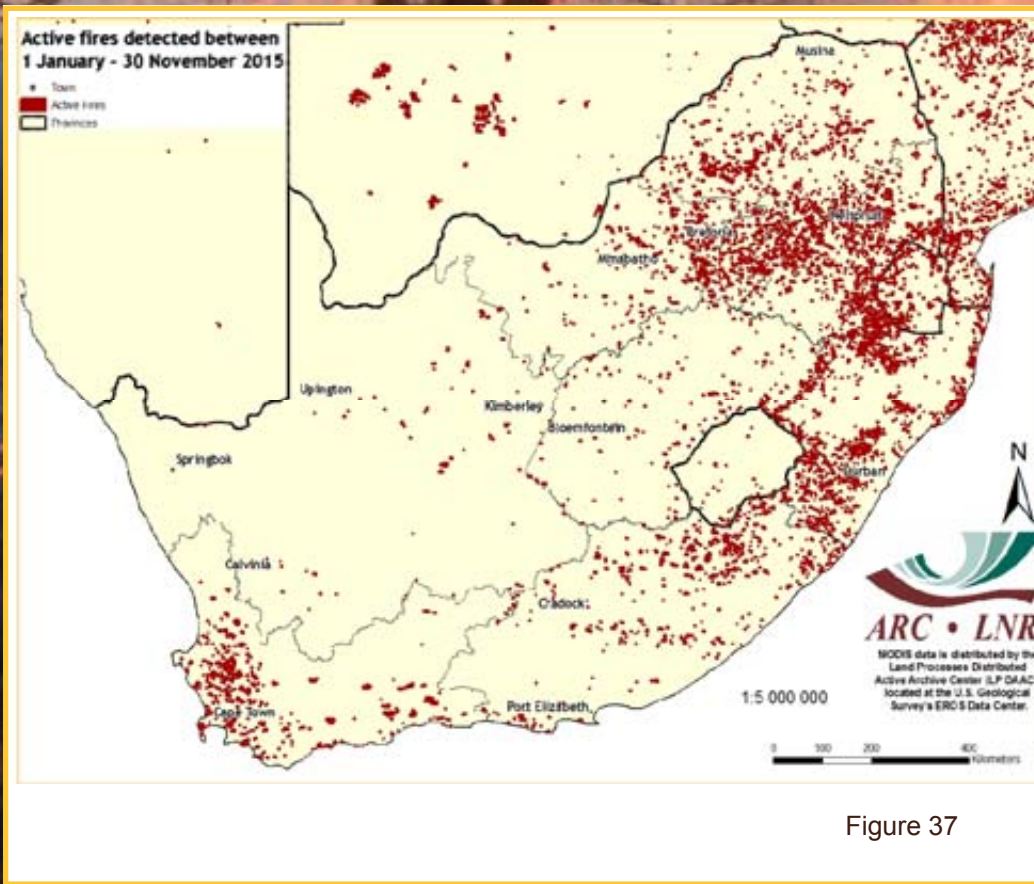 Active fires detected between
1 January - 30 November 2015
Town
Active Fires
Provinces
Musina
Nelspruit
Pretoria
Mmabatho
Upington
Kimberley
Bloemfontein
Springbok
Durban
N
Calvinia
Cradock
ARC • LNR
MODIS data is distributed by the
Land Processes Distributed
Active Archive Center (LP DAAC)
located at the U.S. Geological
Survey's EROS Data Center.
1:5 000 000
Port Elizabeth
Cape Town
0 100 200 400
Kilometers
Figure 37